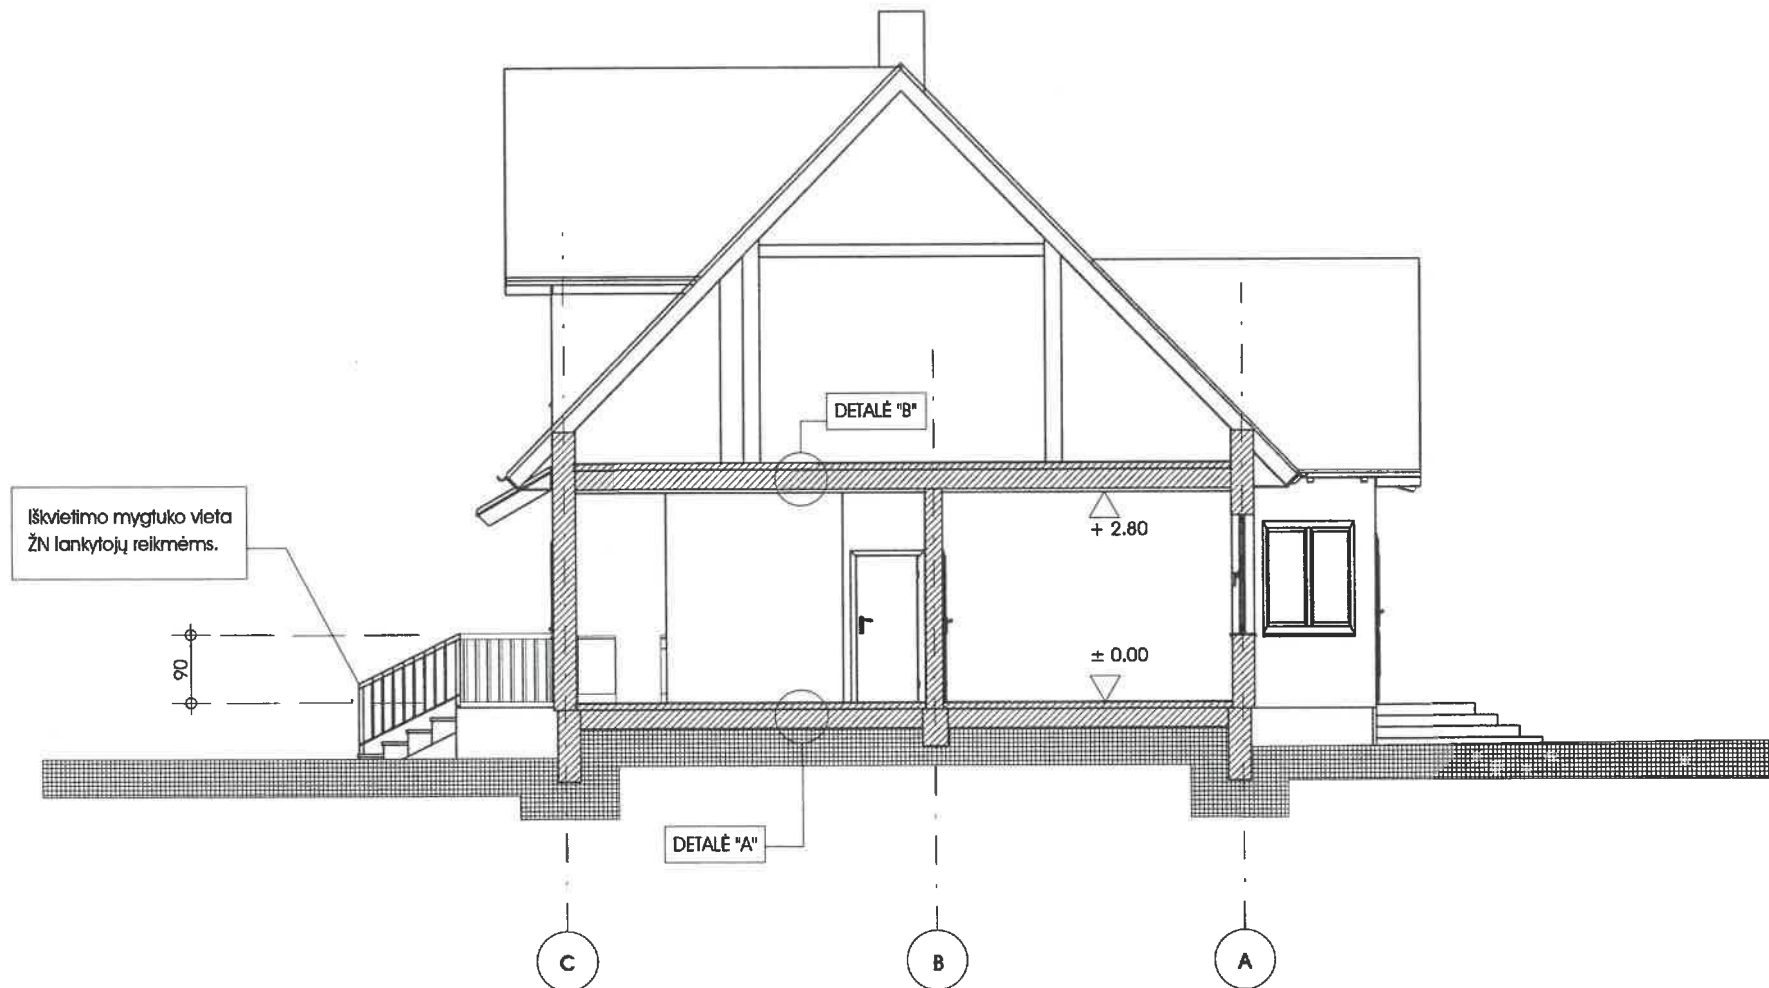 DETALĖ "B"
Iškvietimo mygtuko vieta
ŽN lankytojų reikmėms.
+ 2.80
90
± 0.00
DETALĖ "A"
C
B
A